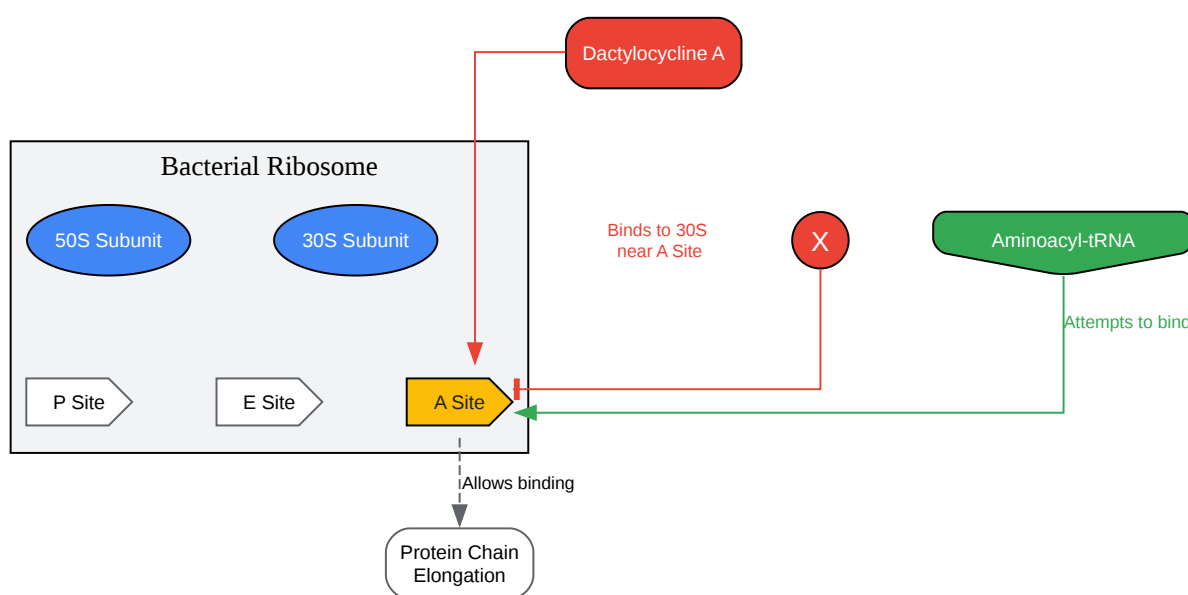 Dactylocycline A
Bacterial Ribosome
50S Subunit
30S Subunit
Binds to 30S
near A Site
X
Aminoacyl-tRNA
Attempts to bind
P Site
E Site
A Site
Allows binding
Protein Chain
Elongation